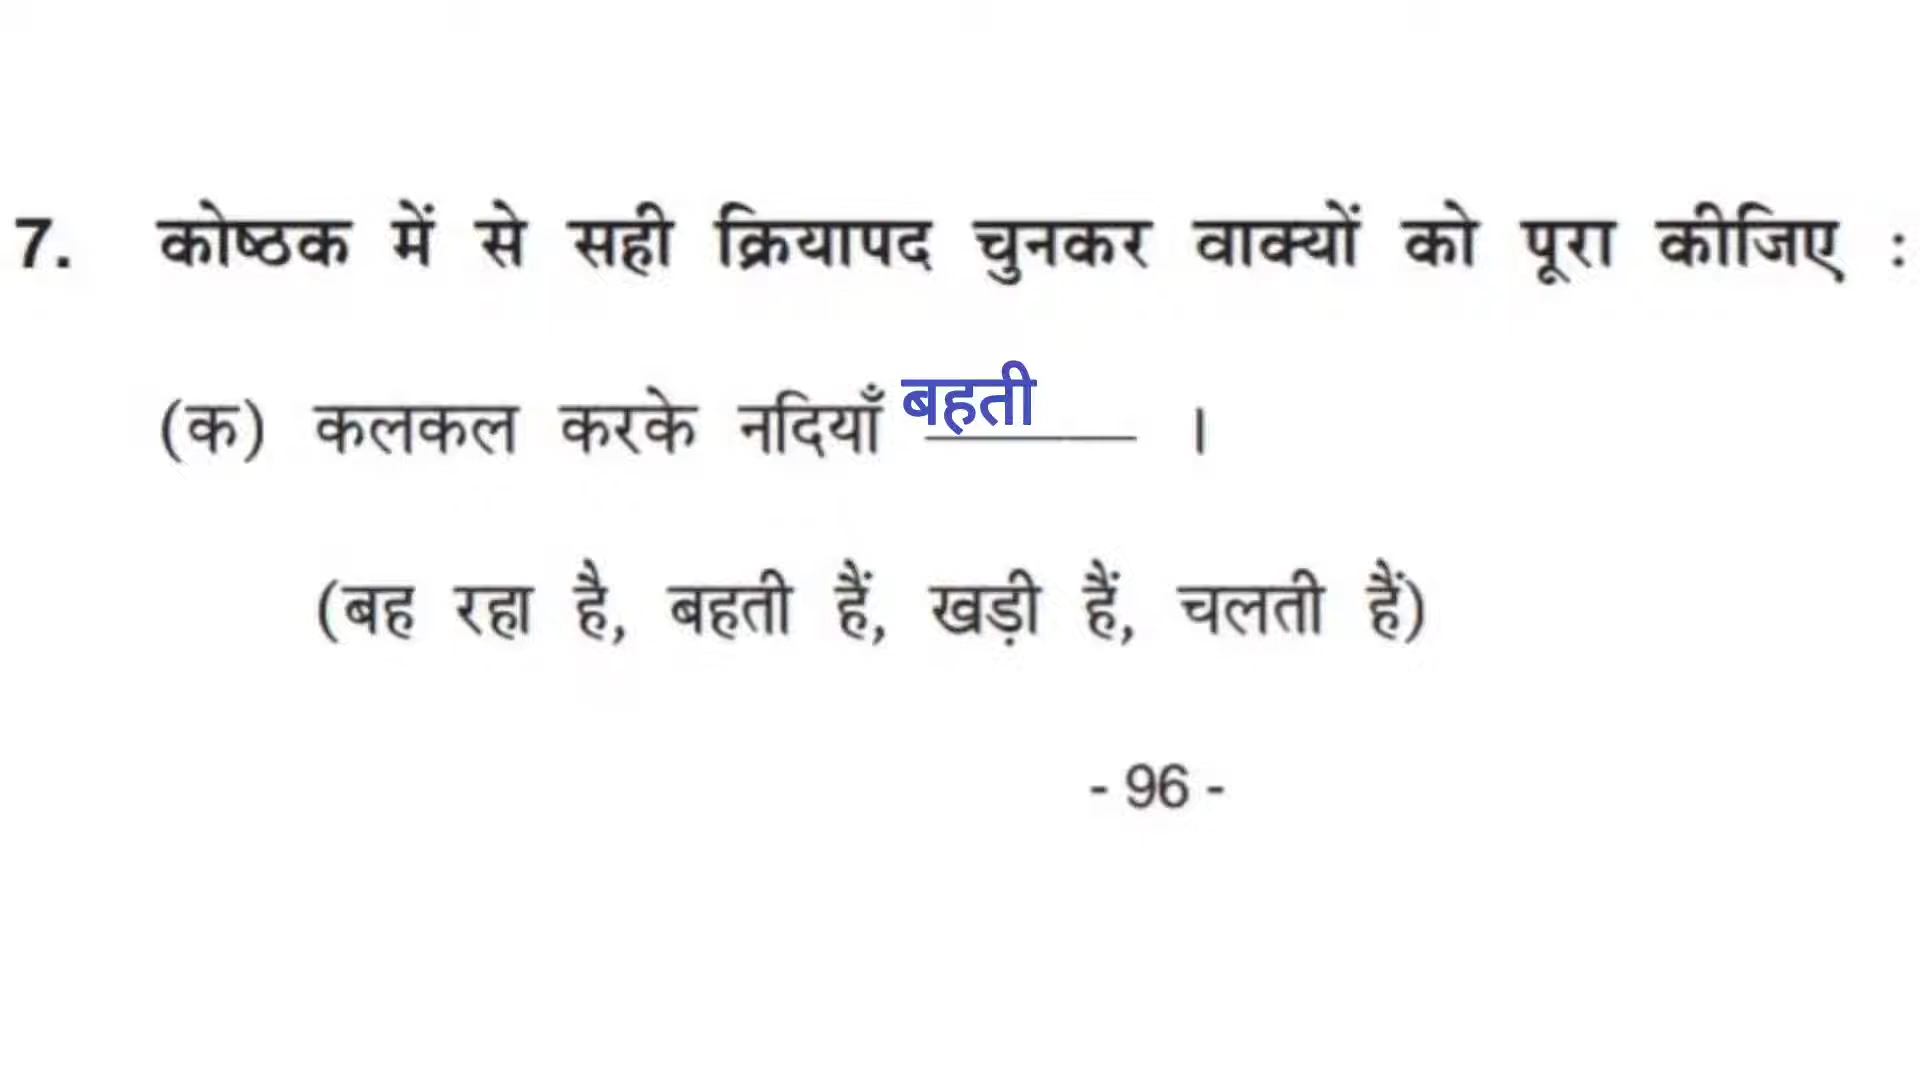 7. कोष्ठक में से सही क्रियापद चुनकर वाक्यों को पूरा कीजिए :
(क) कलकल करके नदियाँ बहती ______ ।
(बह रहा है, बहती हैं, खड़ी हैं, चलती हैं)
- 96 -